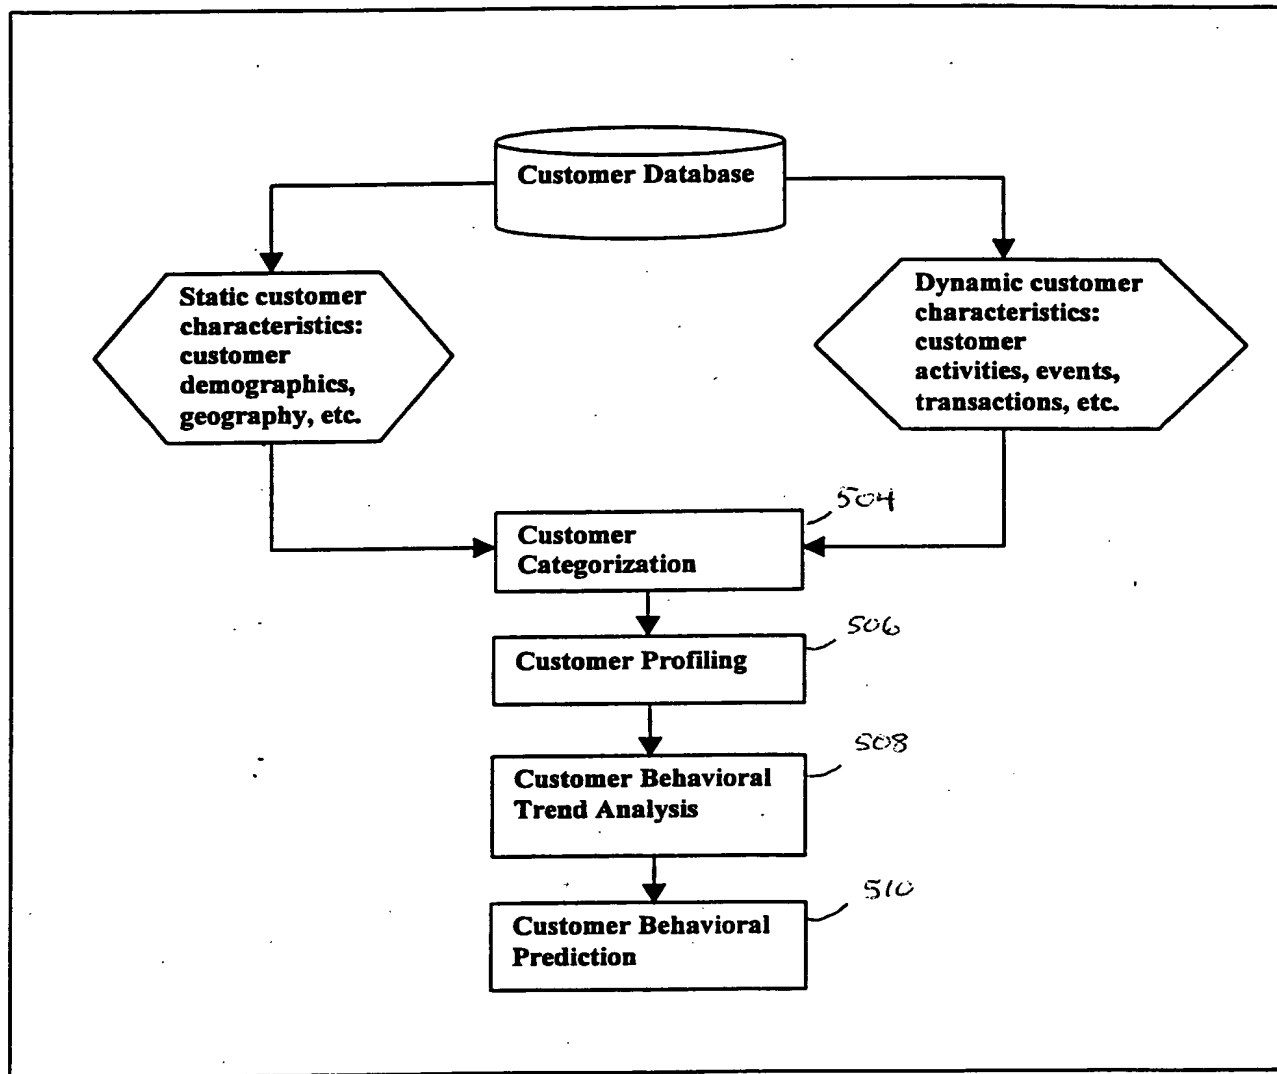 Customer Database
Static customer
characteristics:
customer
demographics,
geography, etc.
Dynamic customer
characteristics:
customer
activities, events,
transactions, etc.
504
Customer
Categorization
506
Customer Profiling
508
Customer Behavioral
Trend Analysis
510
Customer Behavioral
Prediction